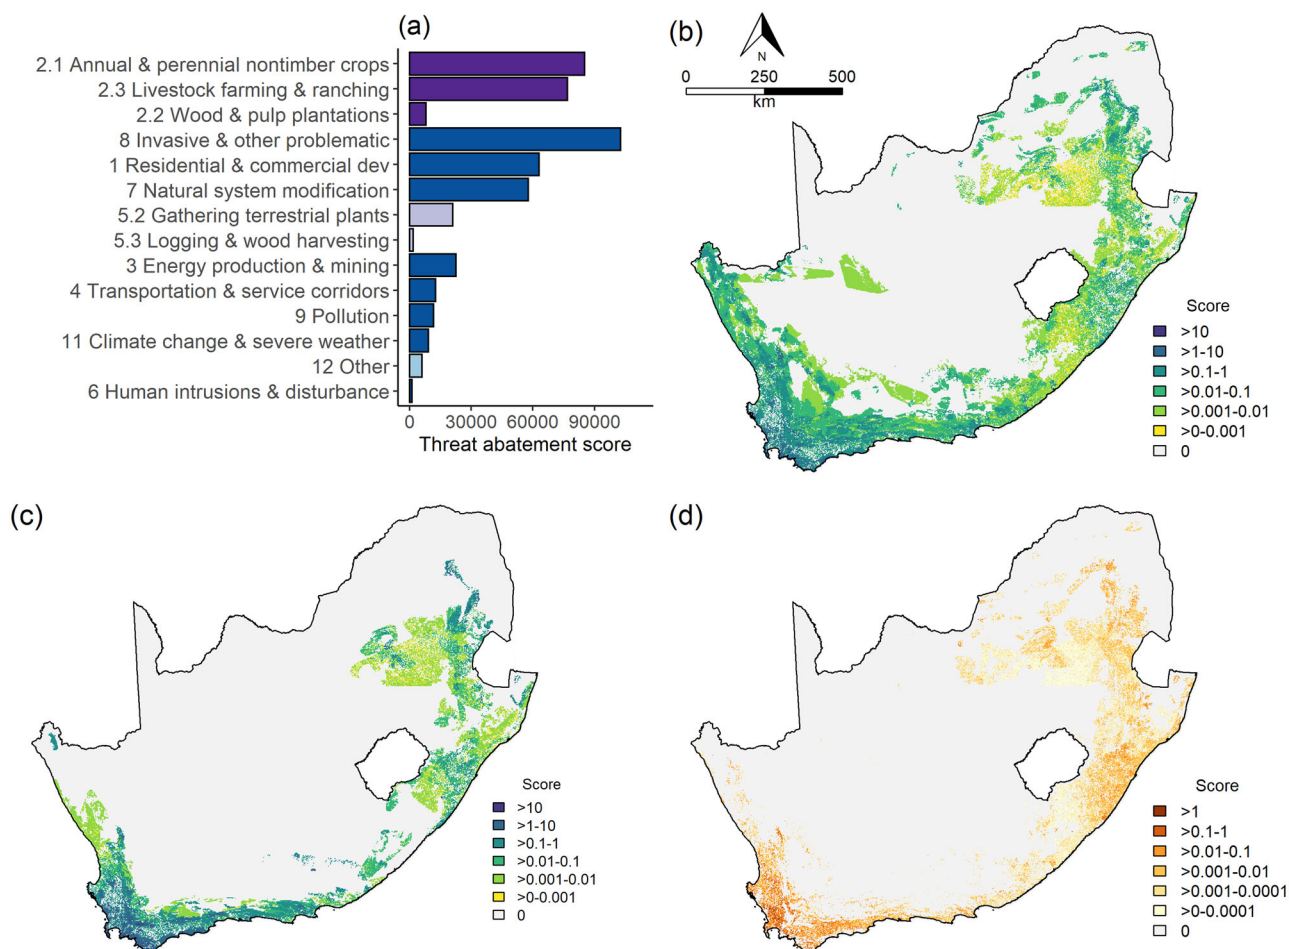 (a)
2.1 Annual & perennial nontimber crops
2.3 Livestock farming & ranching
2.2 Wood & pulp plantations
8 Invasive & other problematic
1 Residential & commercial dev
7 Natural system modification
5.2 Gathering terrestrial plants
5.3 Logging & wood harvesting
3 Energy production & mining
4 Transportation & service corridors
9 Pollution
11 Climate change & severe weather
12 Other
6 Human intrusions & disturbance
0 30000 60000 90000
Threat abatement score
(b)
N
0 250 500
km
Score
>10
>1-10
>0.1-1
>0.01-0.1
>0.001-0.01
>0-0.001
0
(c)
Score
>10
>1-10
>0.1-1
>0.01-0.1
>0.001-0.01
>0-0.001
0
(d)
Score
>1
>0.1-1
>0.01-0.1
>0.001-0.01
>0.001-0.0001
>0-0.0001
0